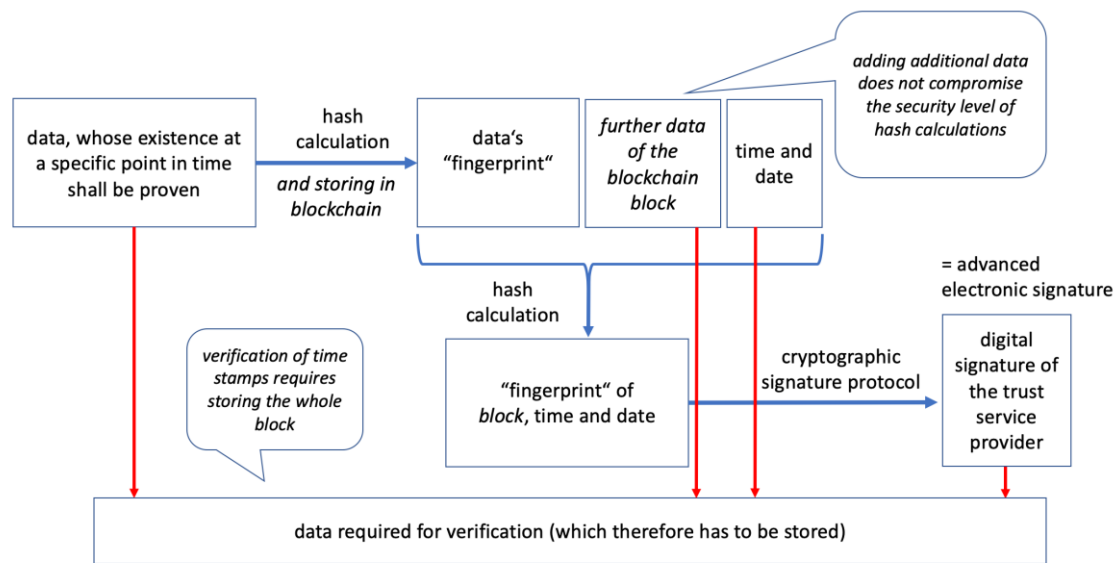 adding additional data
does not compromise
the security level of
hash calculations
data, whose existence at
a specific point in time
shall be proven
hash
calculation
and storing in
blockchain
data‘s
“fingerprint“
further data
of the
blockchain
block
time and
date
hash
calculation
= advanced
electronic signature
verification of time
stamps requires
storing the whole
block
“fingerprint“ of
block, time and date
cryptographic
signature protocol
digital
signature of
the trust
service
provider
data required for verification (which therefore has to be stored)